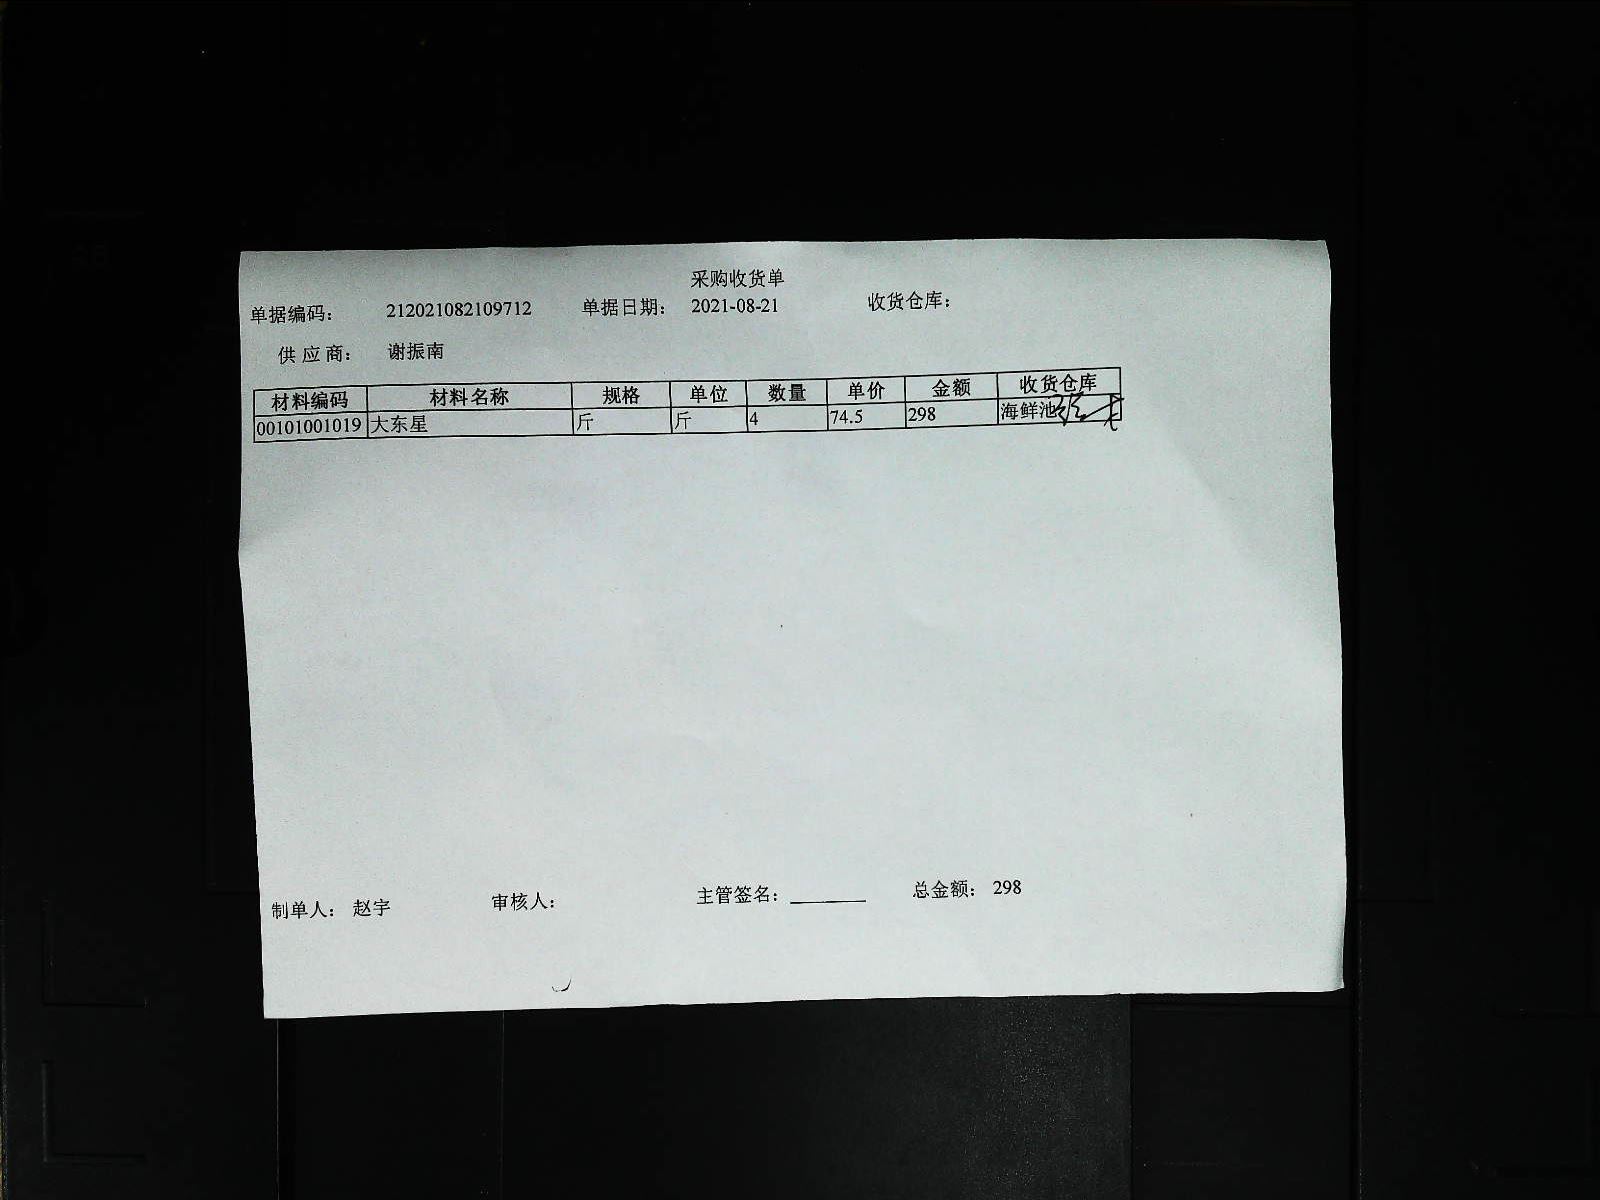 采购收货单
单据编码： 212021082109712 单据日期： 2021-08-21 收货仓库：
供应商： 谢振南
材料编码 材料名称 规格 单位 数量 单价 金额 收货仓库
00101001019 大东星 斤 斤 4 74.5 298 海鲜池
制单人： 赵宇 审核人： 主管签名： 总金额： 298